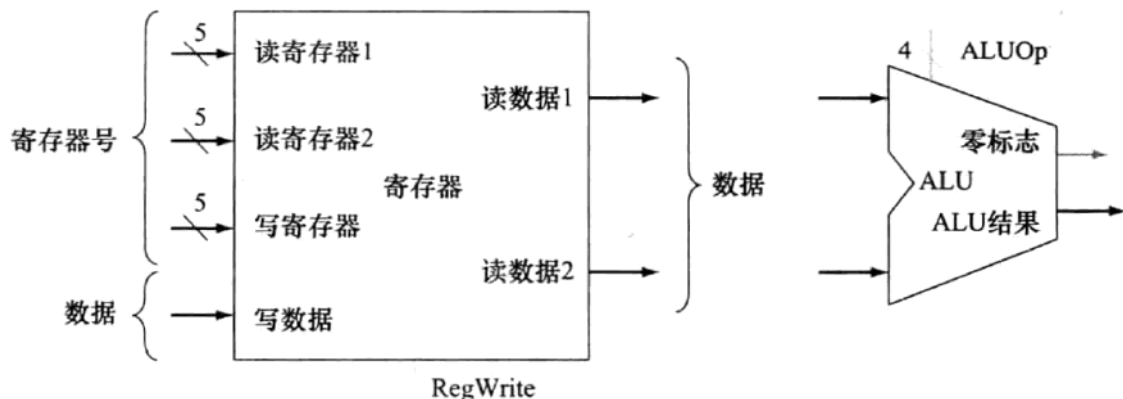 寄存器号
5
读寄存器1
5
读寄存器2
5
写寄存器
数据
写数据
寄存器
读数据1
读数据2
RegWrite
数据
4
ALUOp
零标志
ALU
ALU结果